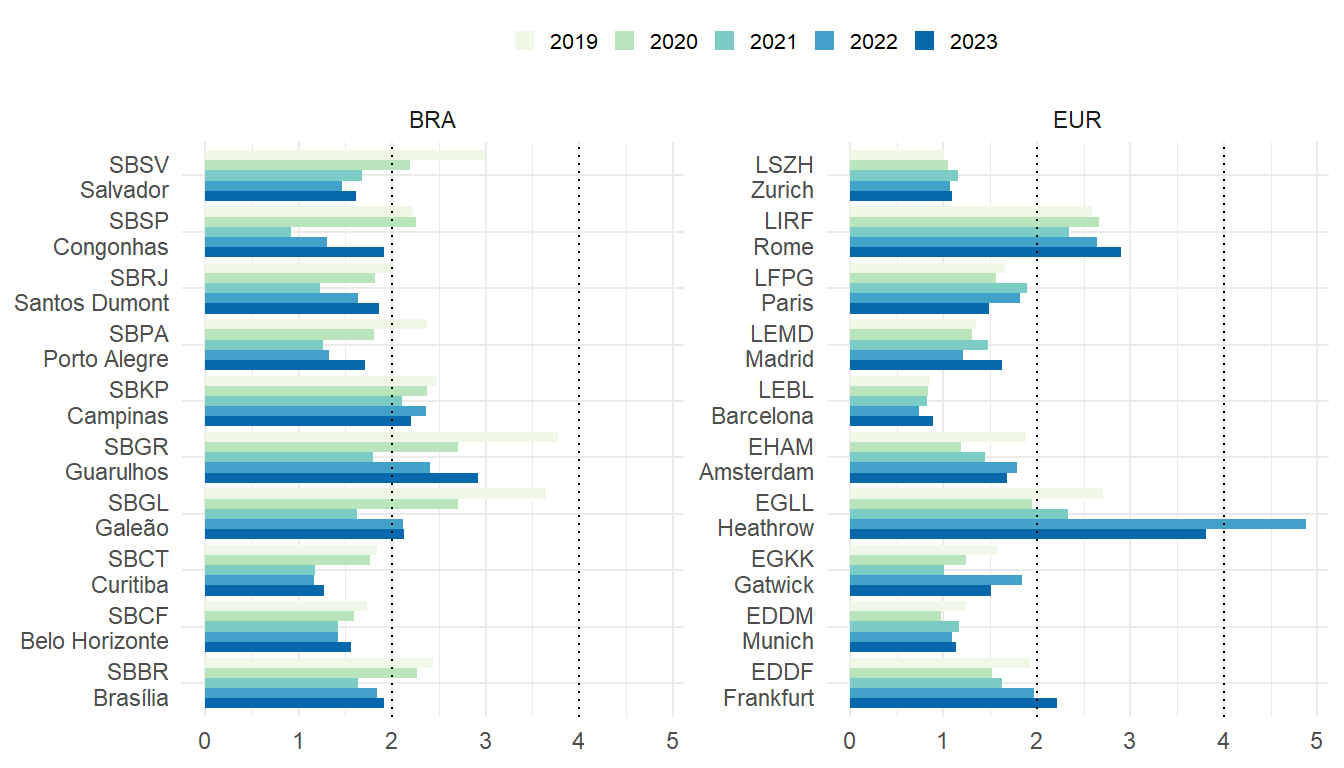 2019 2020 2021 2022 2023
BRA
SBSV
Salvador
SBSP
Congonhas
SBRJ
Santos Dumont
SBPA
Porto Alegre
SBKP
Campinas
SBGR
Guarulhos
SBGL
Galeão
SBCT
Curitiba
SBCF
Belo Horizonte
SBBR
Brasília
0 1 2 3 4 5
EUR
LSZH
Zurich
LIRF
Rome
LFPG
Paris
LEMD
Madrid
LEBL
Barcelona
EHAM
Amsterdam
EGLL
Heathrow
EGKK
Gatwick
EDDM
Munich
EDDF
Frankfurt
0 1 2 3 4 5